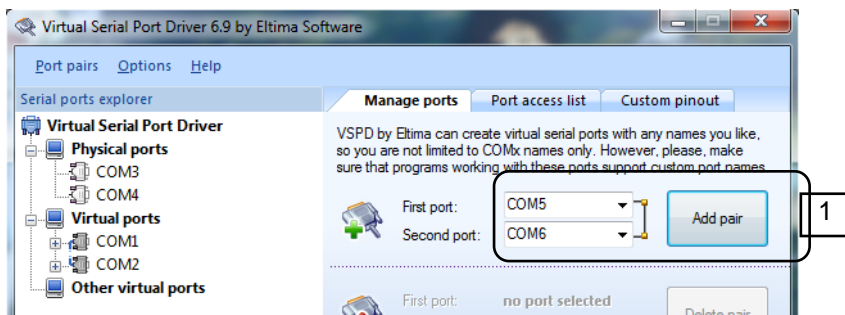 Virtual Serial Port Driver 6.9 by Eltima Software
Port pairs Options Help
Serial ports explorer
Virtual Serial Port Driver
Physical ports
COM3
COM4
Virtual ports
COM1
COM2
Other virtual ports
Manage ports Port access list Custom pinout
VSPD by Eltima can create virtual serial ports with any names you like,
so you are not limited to COMx names only. However, please, make
sure that programs working with these ports support custom port names
First port: COM5
Second port: COM6
Add pair
1
First port: no port selected
Delete pair